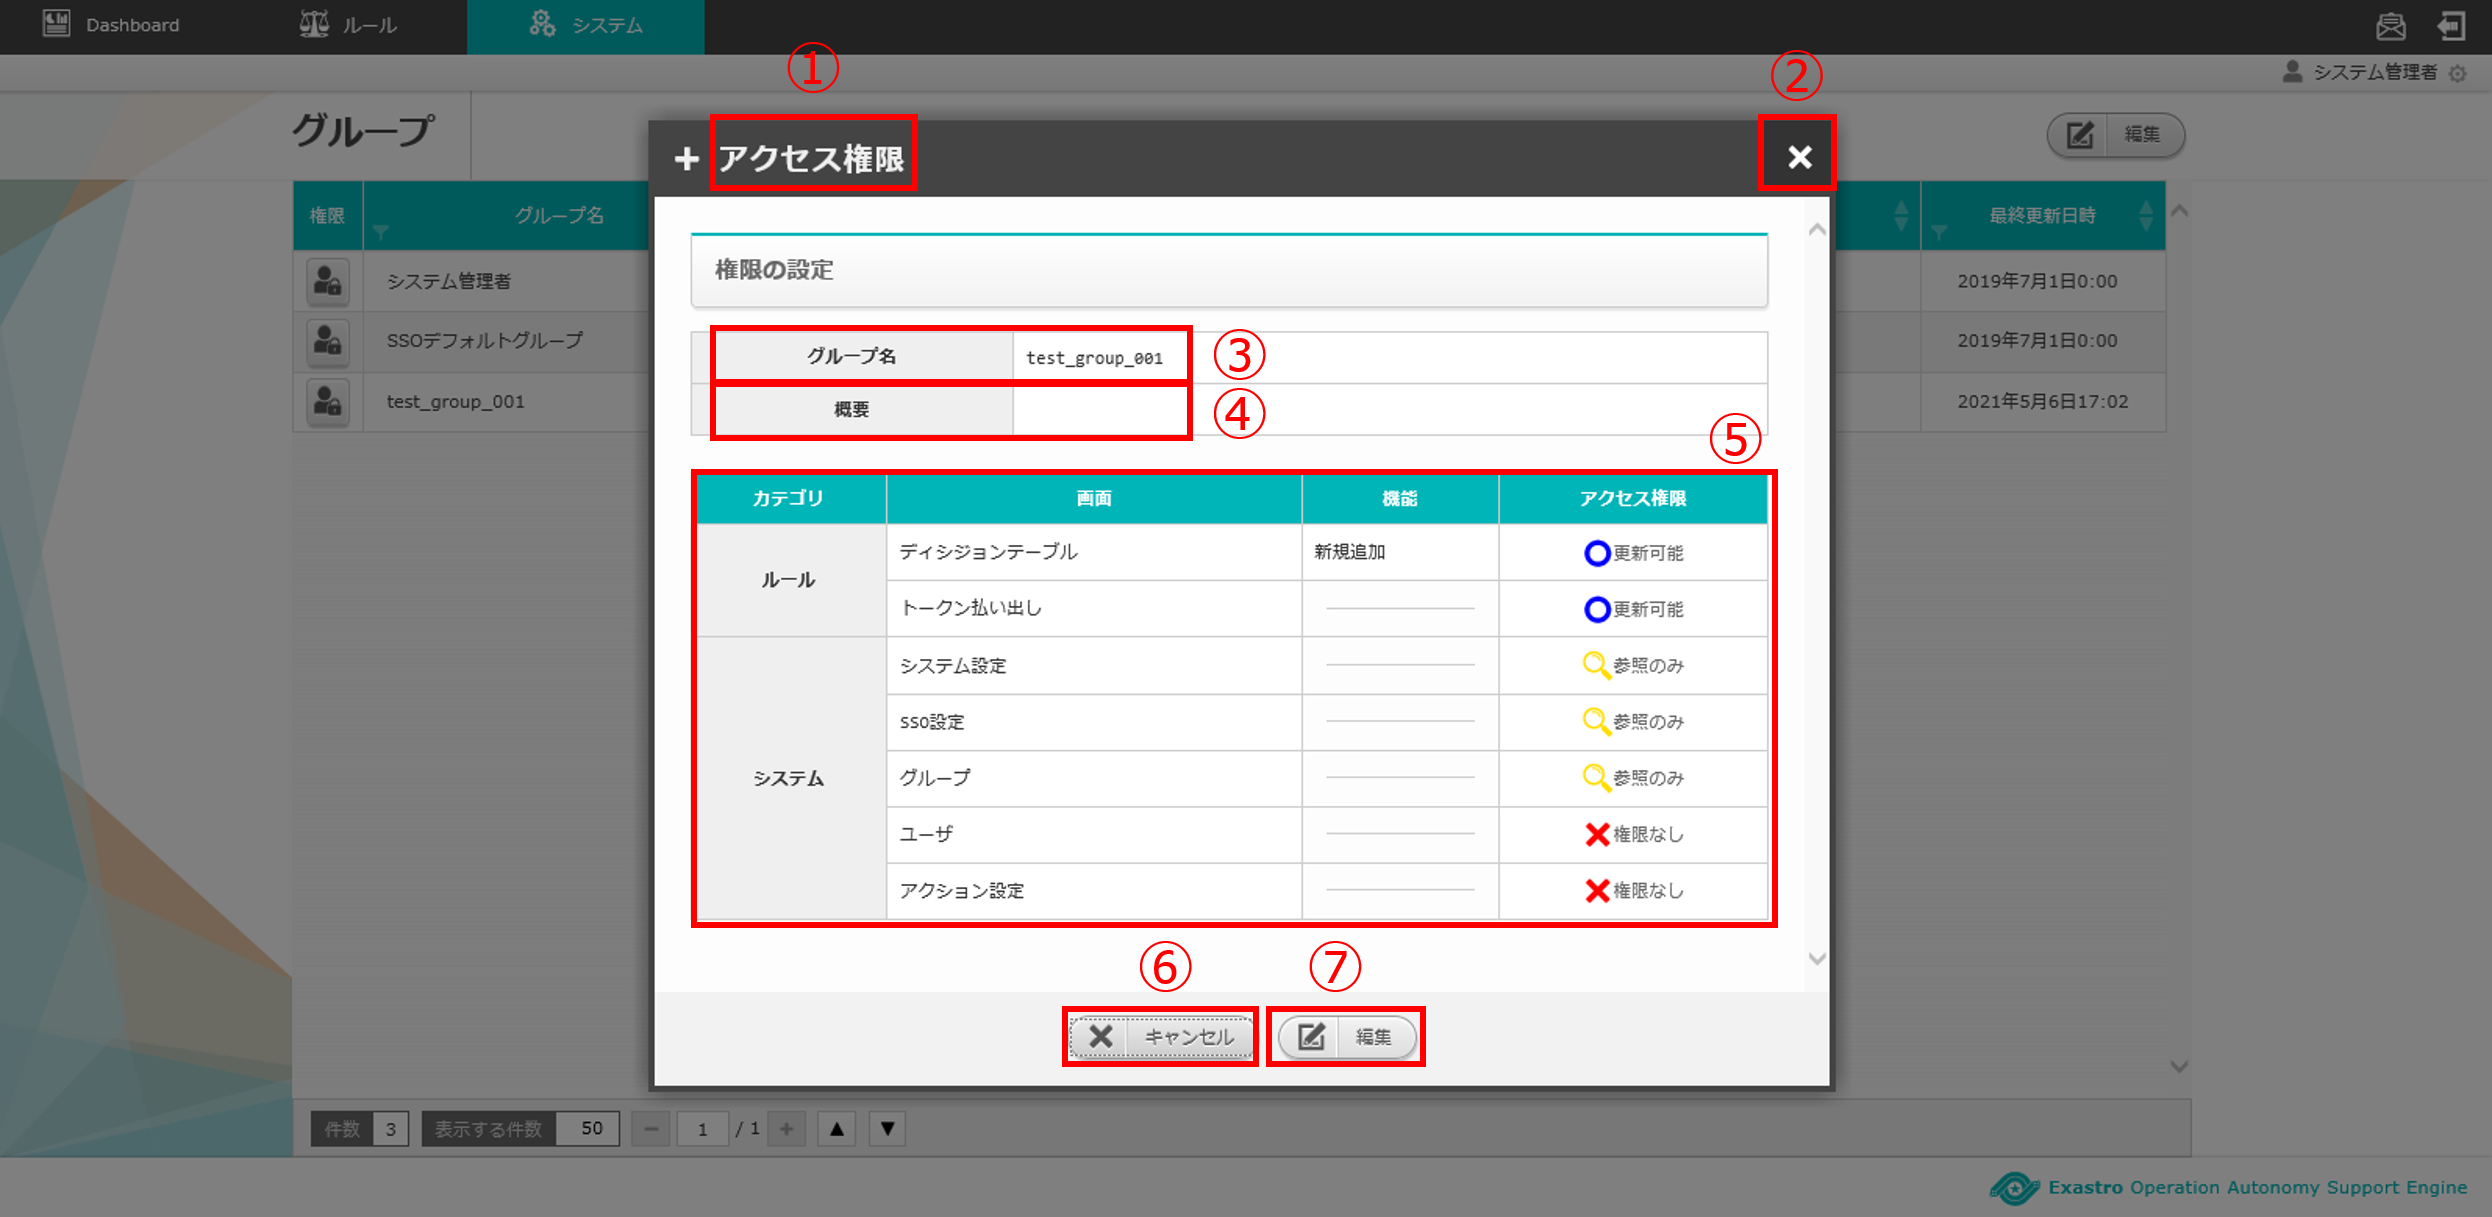 Dashboard
ルール
システム
システム管理者
①
②
グループ
編集
アクセス権限
権限
グループ名
最終更新日時
システム管理者
2019年7月1日0:00
SSOデフォルトグループ
2019年7月1日0:00
test_group_001
2021年5月6日17:02
権限の設定
グループ名
test_group_001
③
概要
④
⑤
カテゴリ
画面
機能
アクセス権限
ルール
ディシジョンテーブル
新規追加
更新可能
トークン払い出し
更新可能
システム
システム設定
参照のみ
SSO設定
参照のみ
グループ
参照のみ
ユーザ
権限なし
アクション設定
権限なし
⑥
⑦
キャンセル
編集
件数 3
表示する件数 50
1 / 1
Exastro Operation Autonomy Support Engine